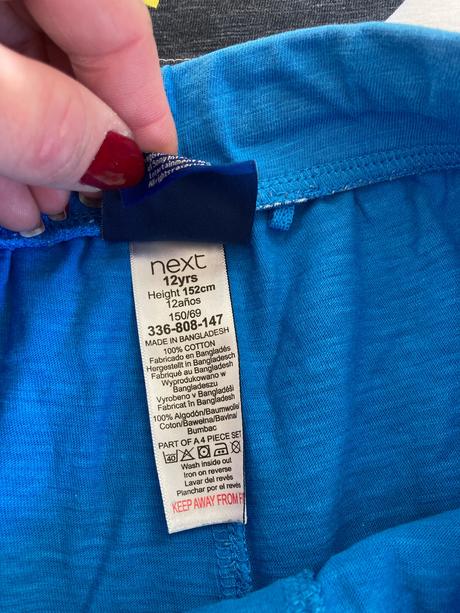 next
12yrs
Height 152cm
12años
150/69
336-808-147
MADE IN BANGLADESH
100% COTTON
Fabricado en Bangladés
Hergestellt in Bangladesch
Fabriqué au Bangladesh
Wyprodukowano w
Bangladeszu
Vyrobeno v Bangladéši
Fabricat în Bangladesh
100% Algodón/Baumwolle/
Coton/Bawełna/Bavlna/
Bumbac
PART OF A 4 PIECE SET
40
Wash inside out
Iron on reverse
Lavar del revés
Planchar por el revés
KEEP AWAY FROM